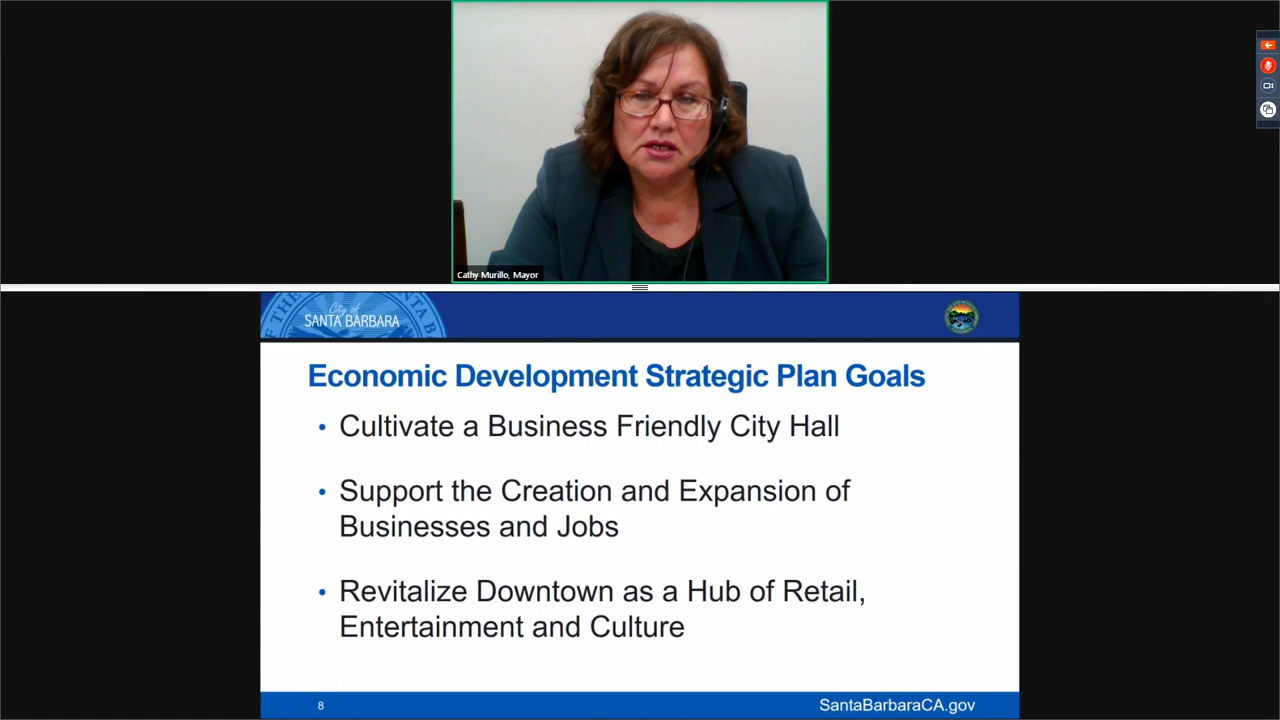 Cathy Murillo, Mayor
City of
SANTA BARBARA
Economic Development Strategic Plan Goals
• Cultivate a Business Friendly City Hall
• Support the Creation and Expansion of
Businesses and Jobs
• Revitalize Downtown as a Hub of Retail,
Entertainment and Culture
8
SantaBarbaraCA.gov